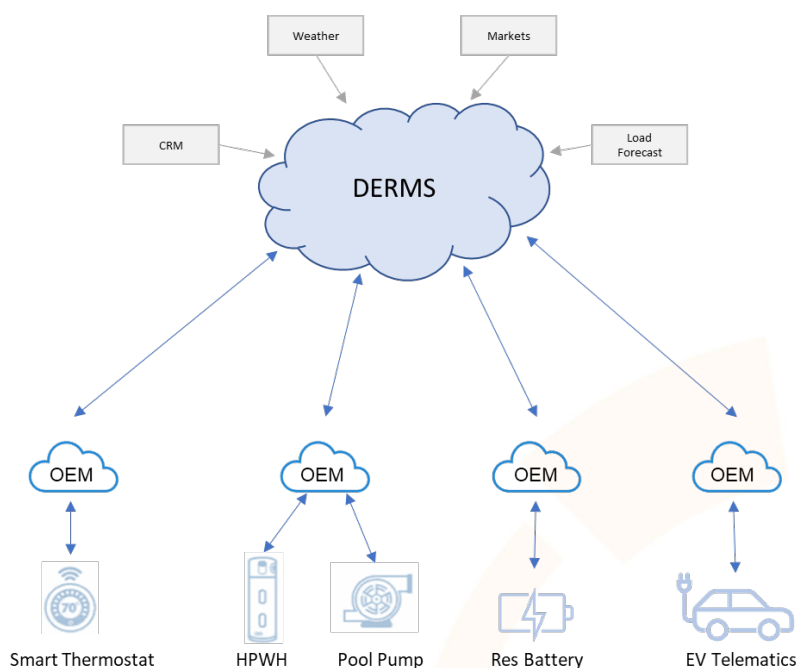 Weather
Markets
CRM
Load
Forecast
DERMS
OEM
OEM
OEM
OEM
70°
Smart Thermostat
HPWH
Pool Pump
Res Battery
EV Telematics